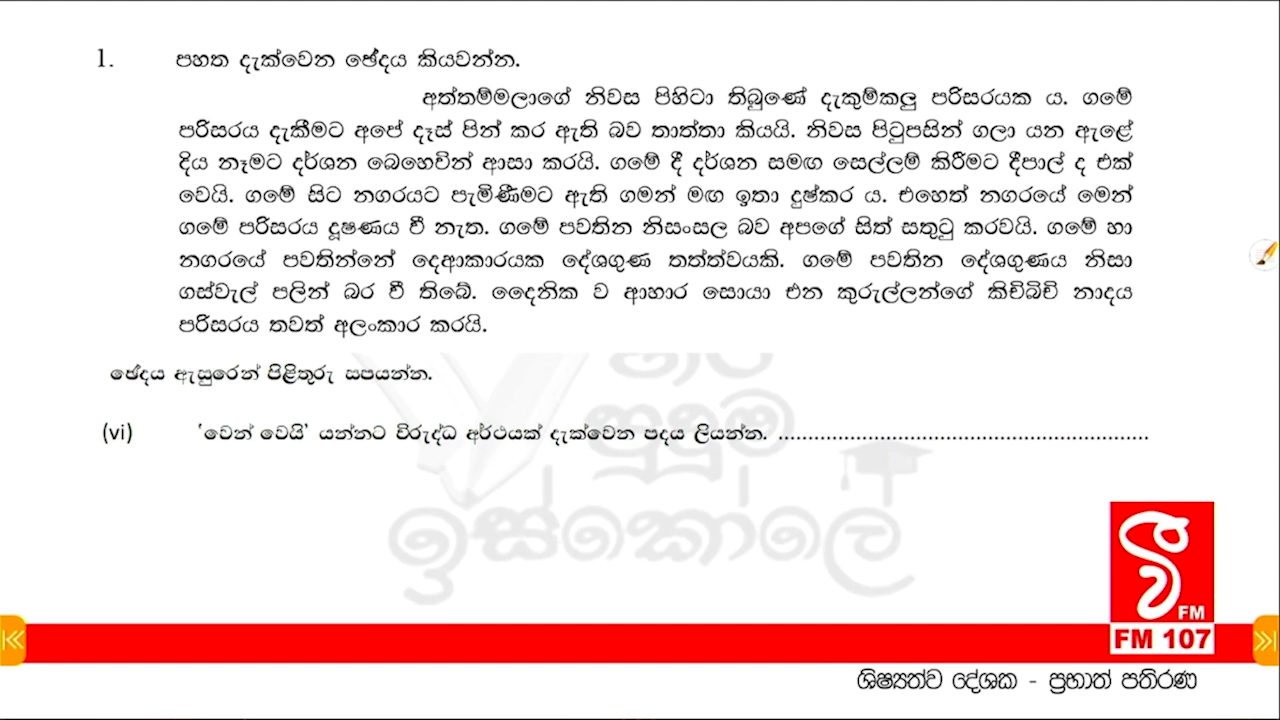 1. පහත දැක්වෙන ඡේදය කියවන්න.
අත්තම්මලාගේ නිවස පිහිටා තිබුණේ දැකුම්කලු පරිසරයක ය. ගමේ
පරිසරය දැකීමට අපේ දෑස් පින් කර ඇති බව තාත්තා කියයි. නිවස පිටුපසින් ගලා යන ඇළේ
දිය නෑමට දර්ශන බෙහෙවින් ආසා කරයි. ගමේ දී දර්ශන සමඟ සෙල්ලම් කිරීමට දීපාල් ද එක්
වෙයි. ගමේ සිට නගරයට පැමිණීමට ඇති ගමන් මඟ ඉතා දුෂ්කර ය. එහෙත් නගරයේ මෙන්
ගමේ පරිසරය දූෂණය වී නැත. ගමේ පවතින නිසංසල බව අපගේ සිත් සතුටු කරවයි. ගමේ හා
නගරයේ පවතින්නේ දෙආකාරයක දේශගුණ තත්ත්වයකි. ගමේ පවතින දේශගුණය නිසා
ගස්වැල් පලින් බර වී තිබේ. දෛනික ව ආහාර සොයා එන කුරුල්ලන්ගේ කිචිබිචි නාදය
පරිසරය තවත් අලංකාර කරයි.
ඡේදය ඇසුරෙන් පිළිතුරු සපයන්න.
(vi) 'වෙන් වෙයි' යන්නට විරුද්ධ අර්ථයක් දැක්වෙන පදය ලියන්න. ..............................................................
පුදුම
ඉස්කෝලේ
FM
FM 107
ශිෂ්‍යත්ව දේශක - ප්‍රභාත් පතිරණ